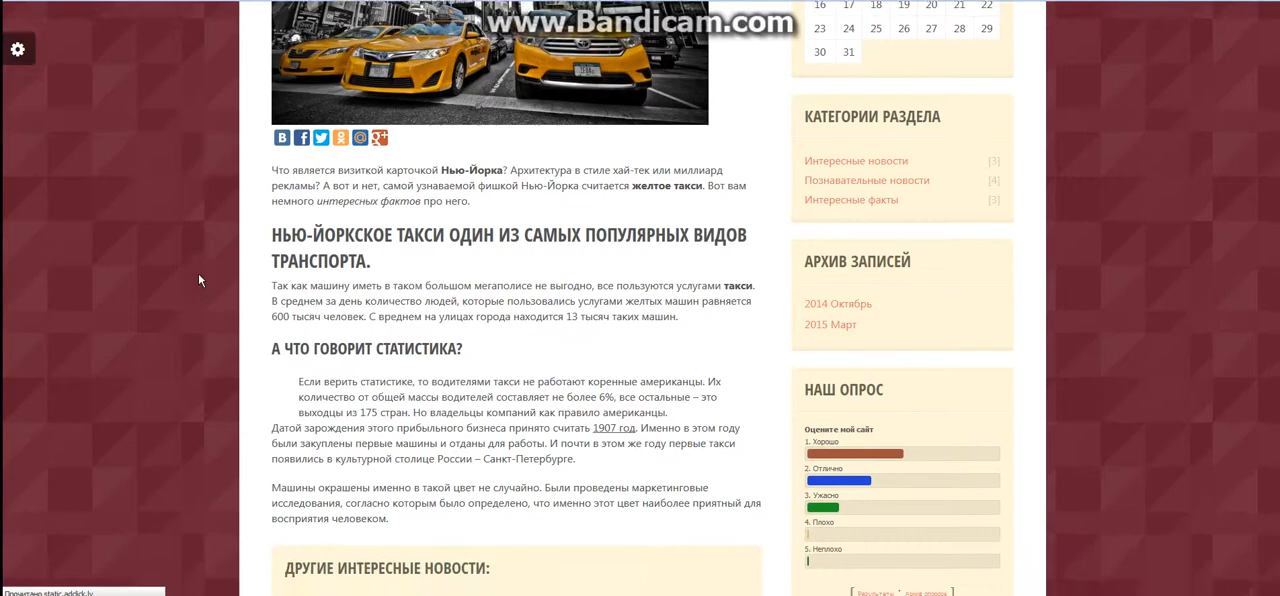 www.Bandicam.com
16 17 18 19 20 21 22
23 24 25 26 27 28 29
30 31
Что является визиткой карточкой Нью-Йорка? Архитектура в стиле хай-тек или миллиард
рекламы? А вот и нет, самой узнаваемой фишкой Нью-Йорка считается желтое такси. Вот вам
немного интересных фактов про него.
НЬЮ-ЙОРКСКОЕ ТАКСИ ОДИН ИЗ САМЫХ ПОПУЛЯРНЫХ ВИДОВ
ТРАНСПОРТА.
Так как машину иметь в таком большом мегаполисе не выгодно, все пользуются услугами такси.
В среднем за день количество людей, которые пользовались услугами желтых машин равняется
600 тысяч человек. С вреднем на улицах города находится 13 тысяч таких машин.
А ЧТО ГОВОРИТ СТАТИСТИКА?
Если верить статистике, то водителями такси не работают коренные американцы. Их
количество от общей массы водителей составляет не более 6%, все остальные – это
выходцы из 175 стран. Но владельцы компаний как правило американцы.
Датой зарождения этого прибыльного бизнеса принято считать 1907 год. Именно в этом году
были закуплены первые машины и отданы для работы. И почти в этом же году первые такси
появились в культурной столице России – Санкт-Петербурге.
Машины окрашены именно в такой цвет не случайно. Были проведены маркетинговые
исследования, согласно которым было определено, что именно этот цвет наиболее приятный для
восприятия человеком.
ДРУГИЕ ИНТЕРЕСНЫЕ НОВОСТИ:
КАТЕГОРИИ РАЗДЕЛА
Интересные новости [3]
Познавательные новости [4]
Интересные факты [3]
АРХИВ ЗАПИСЕЙ
2014 Октябрь
2015 Март
НАШ ОПРОС
Оцените мой сайт
1. Хорошо
2. Отлично
3. Ужасно
4. Плохо
5. Неплохо
[ Результаты · Архив опросов ]
Прочитано static.addick.ly